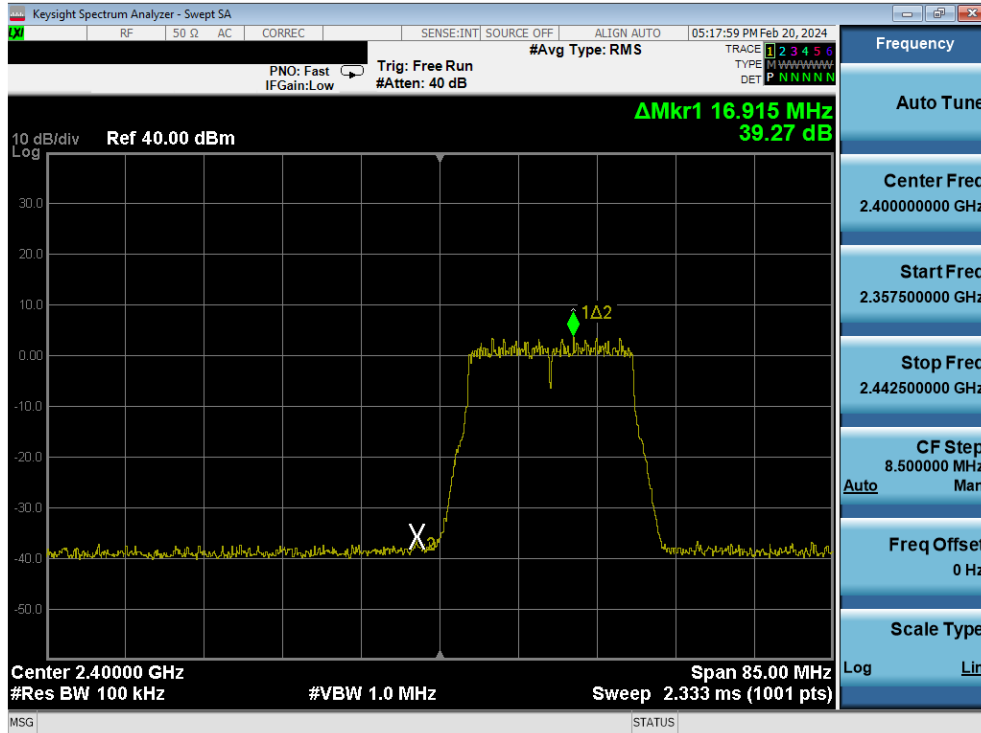 Keysight Spectrum Analyzer - Swept SA
LXI RF 50 Ω AC CORREC SENSE:INT SOURCE OFF ALIGN AUTO 05:17:59 PM Feb 20, 2024
#Avg Type: RMS
TRACE 1 2 3 4 5 6
PNO: Fast
IFGain:Low
Trig: Free Run
#Atten: 40 dB
TYPE M WWWWW
DET P N N N N N
ΔMkr1 16.915 MHz
39.27 dB
10 dB/div
Log
Ref 40.00 dBm
30.0
20.0
10.0
0.00
-10.0
-20.0
-30.0
-40.0
-50.0
1Δ2
X2
Center 2.40000 GHz
Span 85.00 MHz
#Res BW 100 kHz
#VBW 1.0 MHz
Sweep 2.333 ms (1001 pts)
MSG
STATUS
Frequency
Auto Tune
Center Freq
2.400000000 GHz
Start Freq
2.357500000 GHz
Stop Freq
2.442500000 GHz
CF Step
8.500000 MHz
Auto Man
Freq Offset
0 Hz
Scale Type
Log Lin